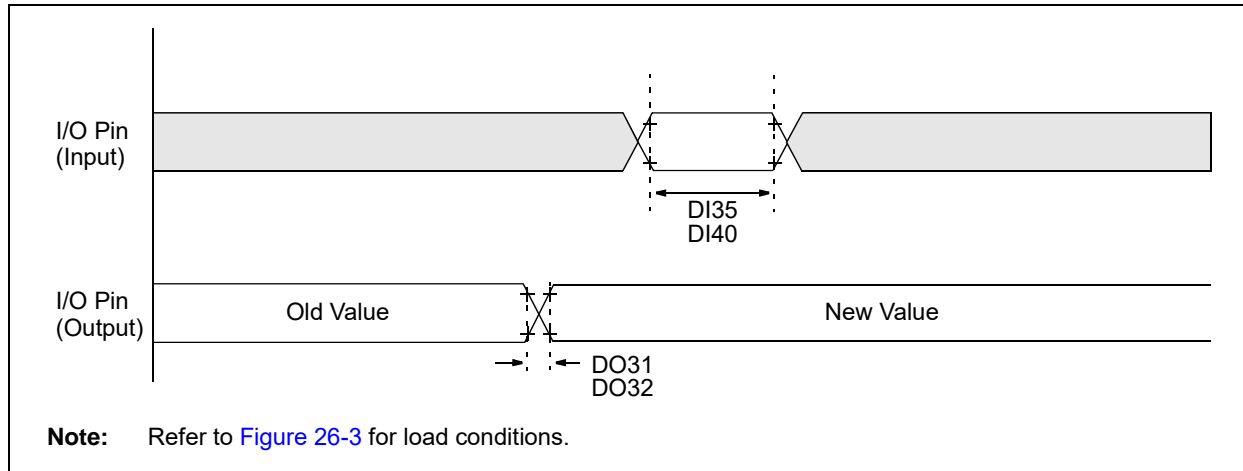 I/O Pin
(Input)
DI35
DI40
I/O Pin
(Output)
Old Value
New Value
DO31
DO32
Note: Refer to Figure 26-3 for load conditions.